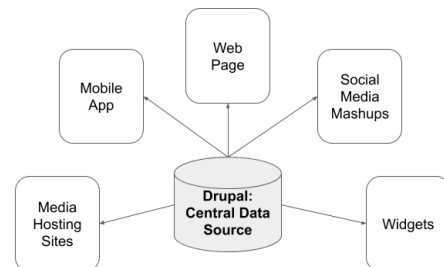 Web
Page
Mobile
App
Social
Media
Mashups
Drupal:
Central Data
Source
Media
Hosting
Sites
Widgets